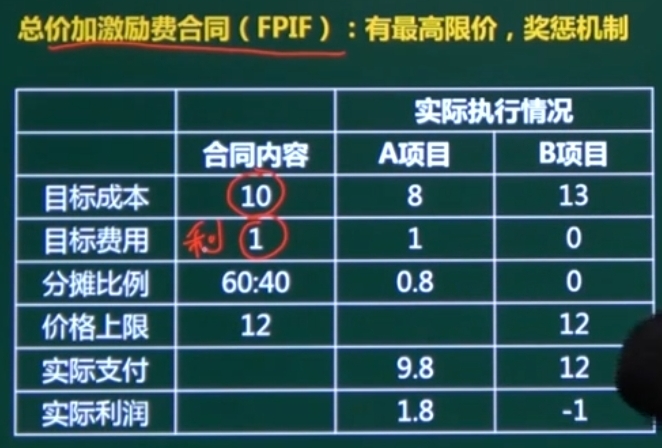 总价加激励费合同（FPIF）：有最高限价，奖惩机制
实际执行情况
合同内容 A项目 B项目
目标成本 10 8 13
目标费用 利 1 1 0
分摊比例 60:40 0.8 0
价格上限 12 12
实际支付 9.8 12
实际利润 1.8 -1